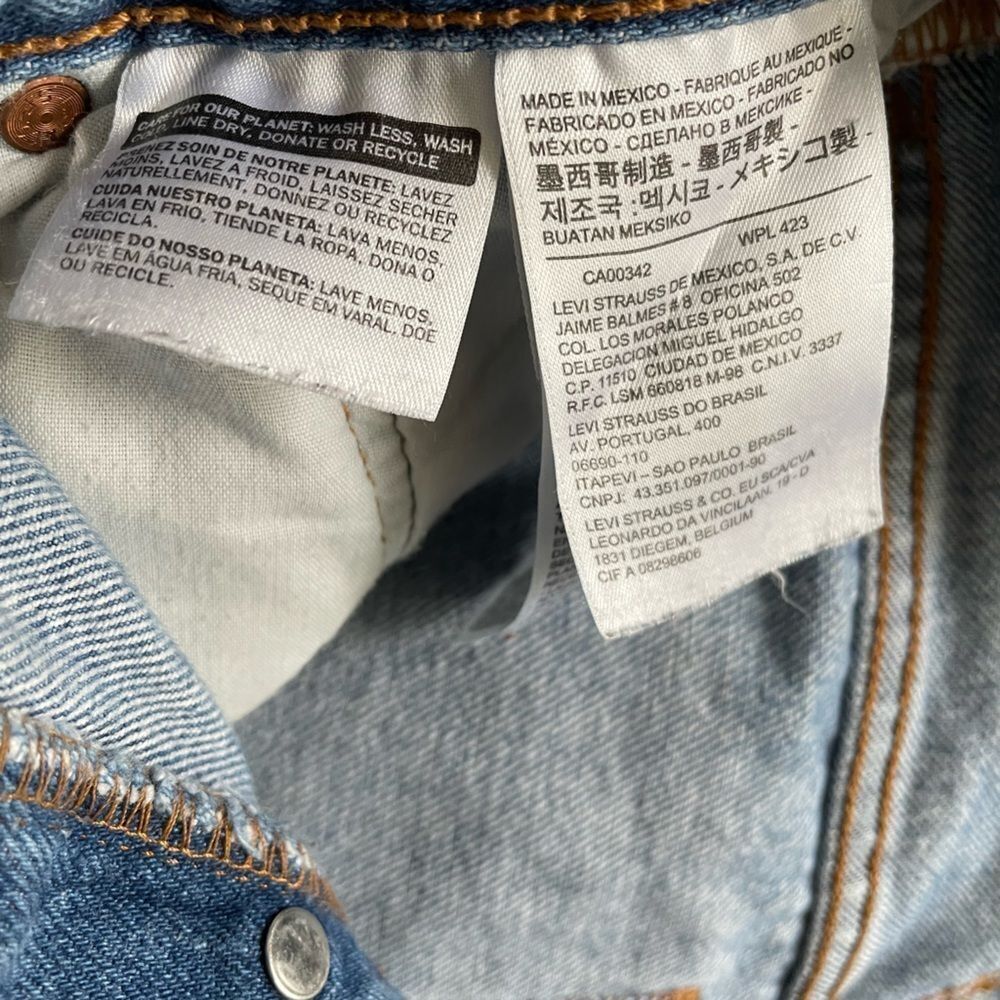 CARE FOR OUR PLANET: WASH LESS, WASH
LINE DRY. DONATE OR RECYCLE
SOIN DE NOTRE PLANETE: LAVEZ
MOINS, LAVEZ À FROID, LAISSEZ SECHER
NATURELLEMENT, DONNEZ OU RECYCLEZ
CUIDA NUESTRO PLANETA: LAVA MENOS,
LAVA EN FRIO, TIENDE LA ROPA, DONA O
RECICLA.
CUIDE DO NOSSO PLANETA: LAVE MENOS,
LAVE EM ÁGUA FRIA, SEQUE EM VARAL. DOE
OU RECICLE.
MADE IN MEXICO - FABRIQUE AU MEXIQUE -
FABRICADO EN MEXICO - FABRICADO NO
MÉXICO - СДЕЛАНО В МЕКСИКЕ -
墨西哥制造 - 墨西哥製 -
제조국 : 멕시코 - メキシコ製 -
BUATAN MEKSIKO
WPL 423
CA00342
LEVI STRAUSS DE MEXICO, S.A. DE C.V.
JAIME BALMES # 8 OFICINA 502
COL. LOS MORALES POLANCO
DELEGACION MIGUEL HIDALGO
C.P. 11510 CIUDAD DE MEXICO
R.F.C. LSM 660818 M-98 C.N.I.V. 3337
LEVI STRAUSS DO BRASIL
AV. PORTUGAL, 400
06690-110
ITAPEVI - SAO PAULO BRASIL
CNPJ: 43.351.097/0001-90
LEVI STRAUSS & CO. EU SCA/CVA
LEONARDO DA VINCILAAN, 19 - D
1831 DIEGEM, BELGIUM
CIF A 08298606